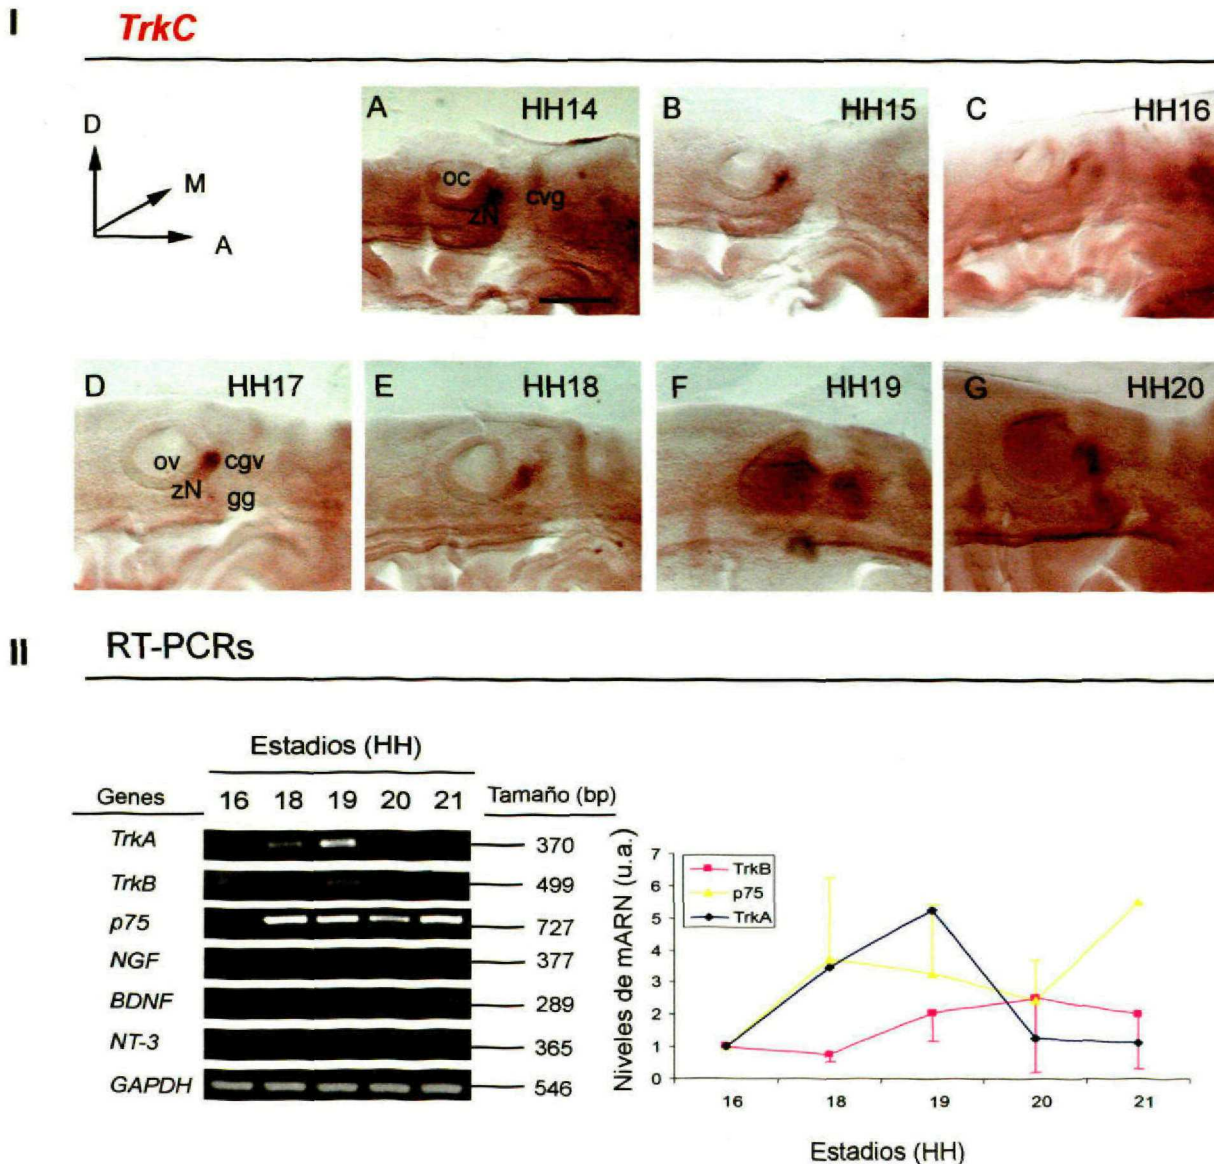 I
TrkC
D
M
A
A HH14
oc
cvg
zN
B HH15
C HH16
D HH17
ov
cgv
zN
gg
E HH18
F HH19
G HH20
II RT-PCRs
Estadios (HH)
Genes 16 18 19 20 21 Tamaño (bp)
TrkA 370
TrkB 499
p75 727
NGF 377
BDNF 289
NT-3 365
GAPDH 546
Niveles de mARN (u.a.)
7
6
5
4
3
2
1
0
TrkB
p75
TrkA
16 18 19 20 21
Estadios (HH)